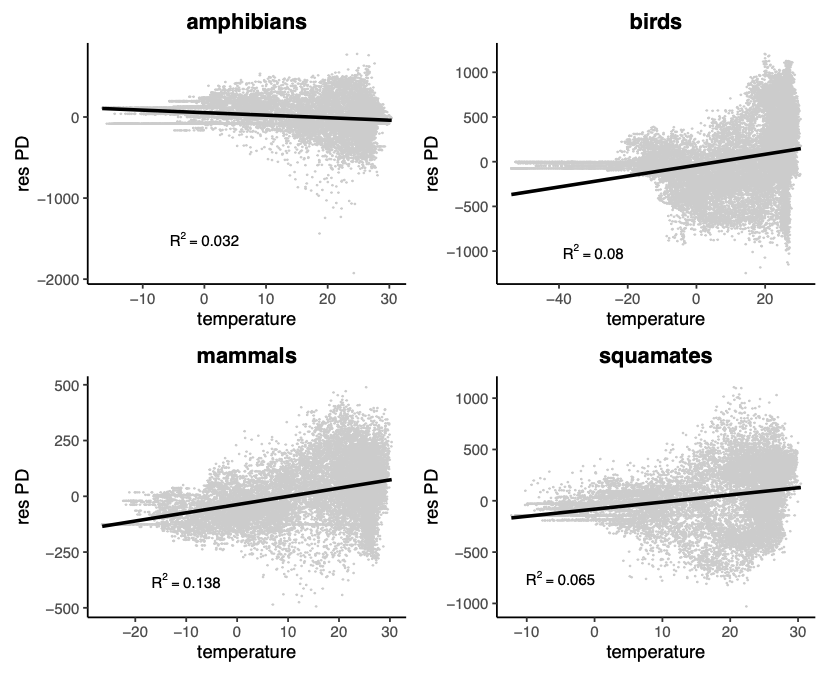 amphibians
res PD
0
−1000
−2000
R² = 0.032
−10 0 10 20 30
temperature
birds
res PD
1000
500
0
−500
−1000
R² = 0.08
−40 −20 0 20
temperature
mammals
res PD
500
250
0
−250
−500
R² = 0.138
−20 −10 0 10 20 30
temperature
squamates
res PD
1000
500
0
−500
−1000
R² = 0.065
−10 0 10 20 30
temperature